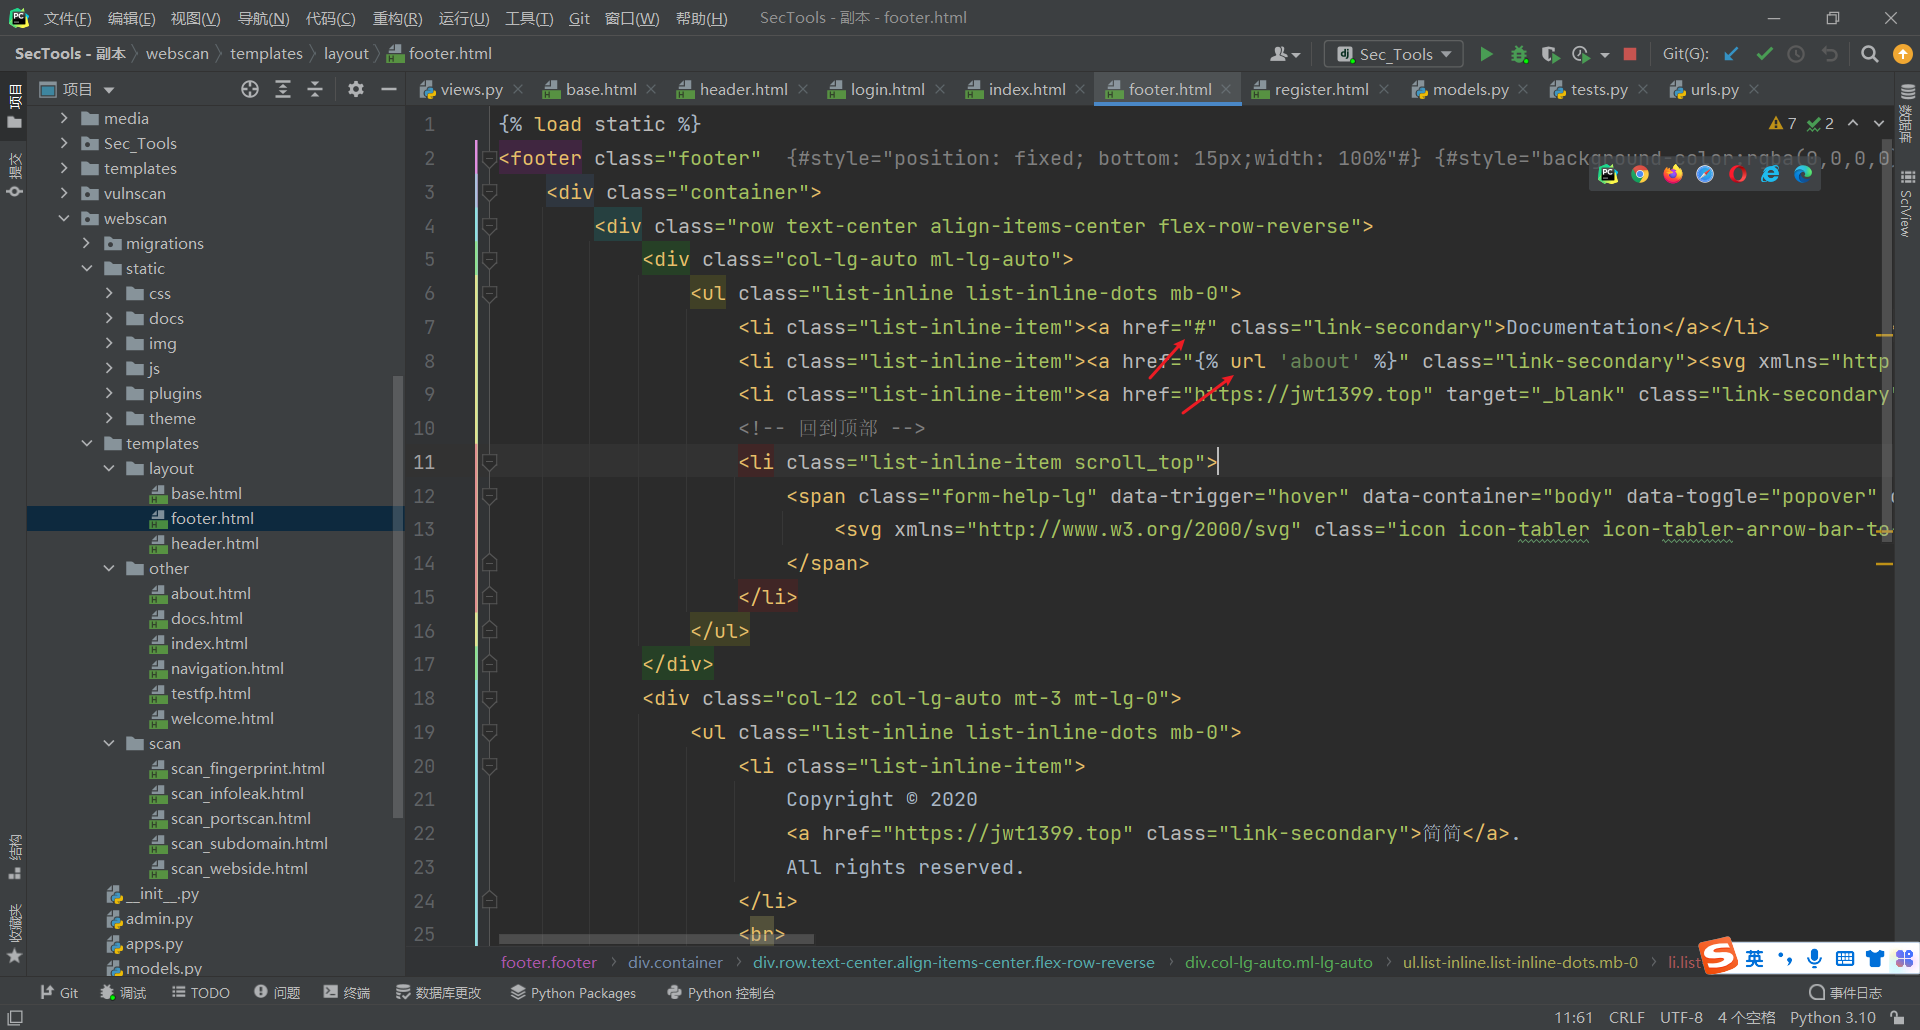 文件(F) 编辑(E) 视图(V) 导航(N) 代码(C) 重构(R) 运行(U) 工具(T) Git 窗口(W) 帮助(H) SecTools - 副本 - footer.html
SecTools - 副本 webscan templates layout footer.html Sec_Tools Git(G):
项目 views.py base.html header.html login.html index.html footer.html register.html models.py tests.py urls.py
项目
提交
结构
收藏夹
media
Sec_Tools
templates
vulnscan
webscan
migrations
static
css
docs
img
js
plugins
theme
templates
layout
base.html
footer.html
header.html
other
about.html
docs.html
index.html
navigation.html
testfp.html
welcome.html
scan
scan_fingerprint.html
scan_infoleak.html
scan_portscan.html
scan_subdomain.html
scan_webside.html
__init__.py
admin.py
apps.py
models.py
7 2
1 {% load static %}
2 <footer class="footer" {#style="position: fixed; bottom: 15px;width: 100%"#} {#style="background-color:rgba(0,0,0,0
3 <div class="container">
4 <div class="row text-center align-items-center flex-row-reverse">
5 <div class="col-lg-auto ml-lg-auto">
6 <ul class="list-inline list-inline-dots mb-0">
7 <li class="list-inline-item"><a href="#" class="link-secondary">Documentation</a></li>
8 <li class="list-inline-item"><a href="{% url 'about' %}" class="link-secondary"><svg xmlns="http
9 <li class="list-inline-item"><a href="https://jwt1399.top" target="_blank" class="link-secondary"
10 <!-- 回到顶部 -->
11 <li class="list-inline-item scroll_top">
12 <span class="form-help-lg" data-trigger="hover" data-container="body" data-toggle="popover"
13 <svg xmlns="http://www.w3.org/2000/svg" class="icon icon-tabler icon-tabler-arrow-bar-to
14 </span>
15 </li>
16 </ul>
17 </div>
18 <div class="col-12 col-lg-auto mt-3 mt-lg-0">
19 <ul class="list-inline list-inline-dots mb-0">
20 <li class="list-inline-item">
21 Copyright © 2020
22 <a href="https://jwt1399.top" class="link-secondary">简简</a>.
23 All rights reserved.
24 </li>
25 <br>
数据库
SciView
footer.footer div.container div.row.text-center.align-items-center.flex-row-reverse div.col-lg-auto.ml-lg-auto ul.list-inline.list-inline-dots.mb-0 li.list
英
Git 调试 TODO 问题 终端 数据库更改 Python Packages Python 控制台 事件日志
11:61 CRLF UTF-8 4 个空格 Python 3.10